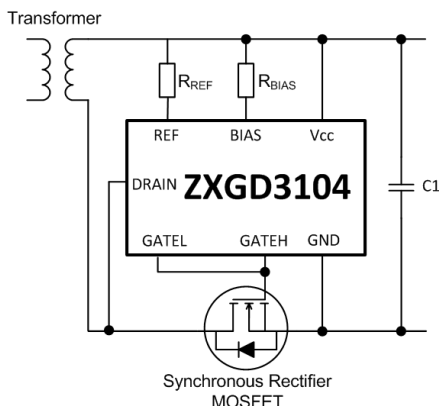 Transformer
RREF RBIAS
REF BIAS Vcc
DRAIN ZXGD3104 C1
GATEL GATEH GND
Synchronous Rectifier
MOSFET